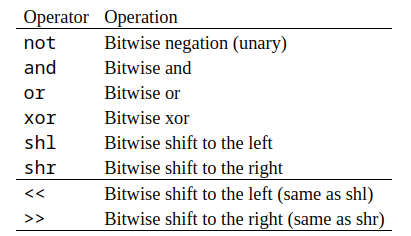 Operator Operation
not Bitwise negation (unary)
and Bitwise and
or Bitwise or
xor Bitwise xor
shl Bitwise shift to the left
shr Bitwise shift to the right
<< Bitwise shift to the left (same as shl)
>> Bitwise shift to the right (same as shr)